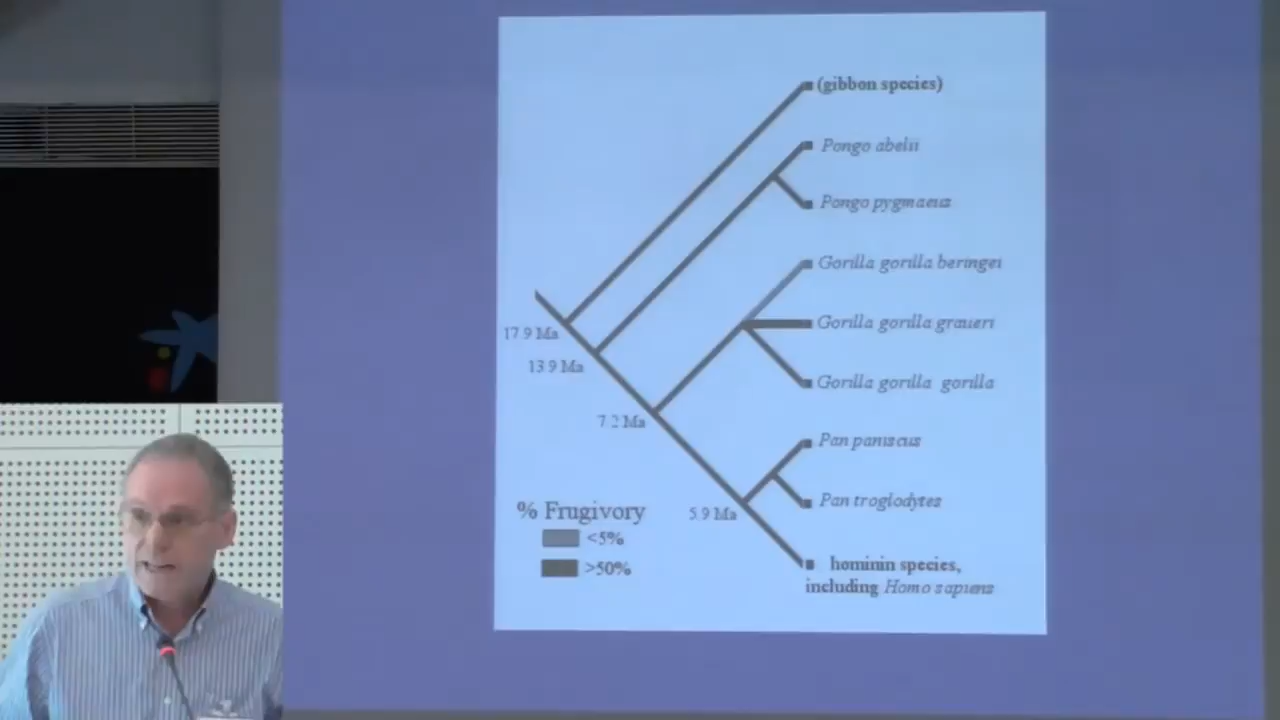 (gibbon species)
Pongo abelii
Pongo pygmaeus
Gorilla gorilla beringei
Gorilla gorilla graueri
Gorilla gorilla gorilla
Pan paniscus
Pan troglodytes
hominin species,
including Homo sapiens
17.9 Ma
13.9 Ma
7.2 Ma
5.9 Ma
% Frugivory
<5%
>50%